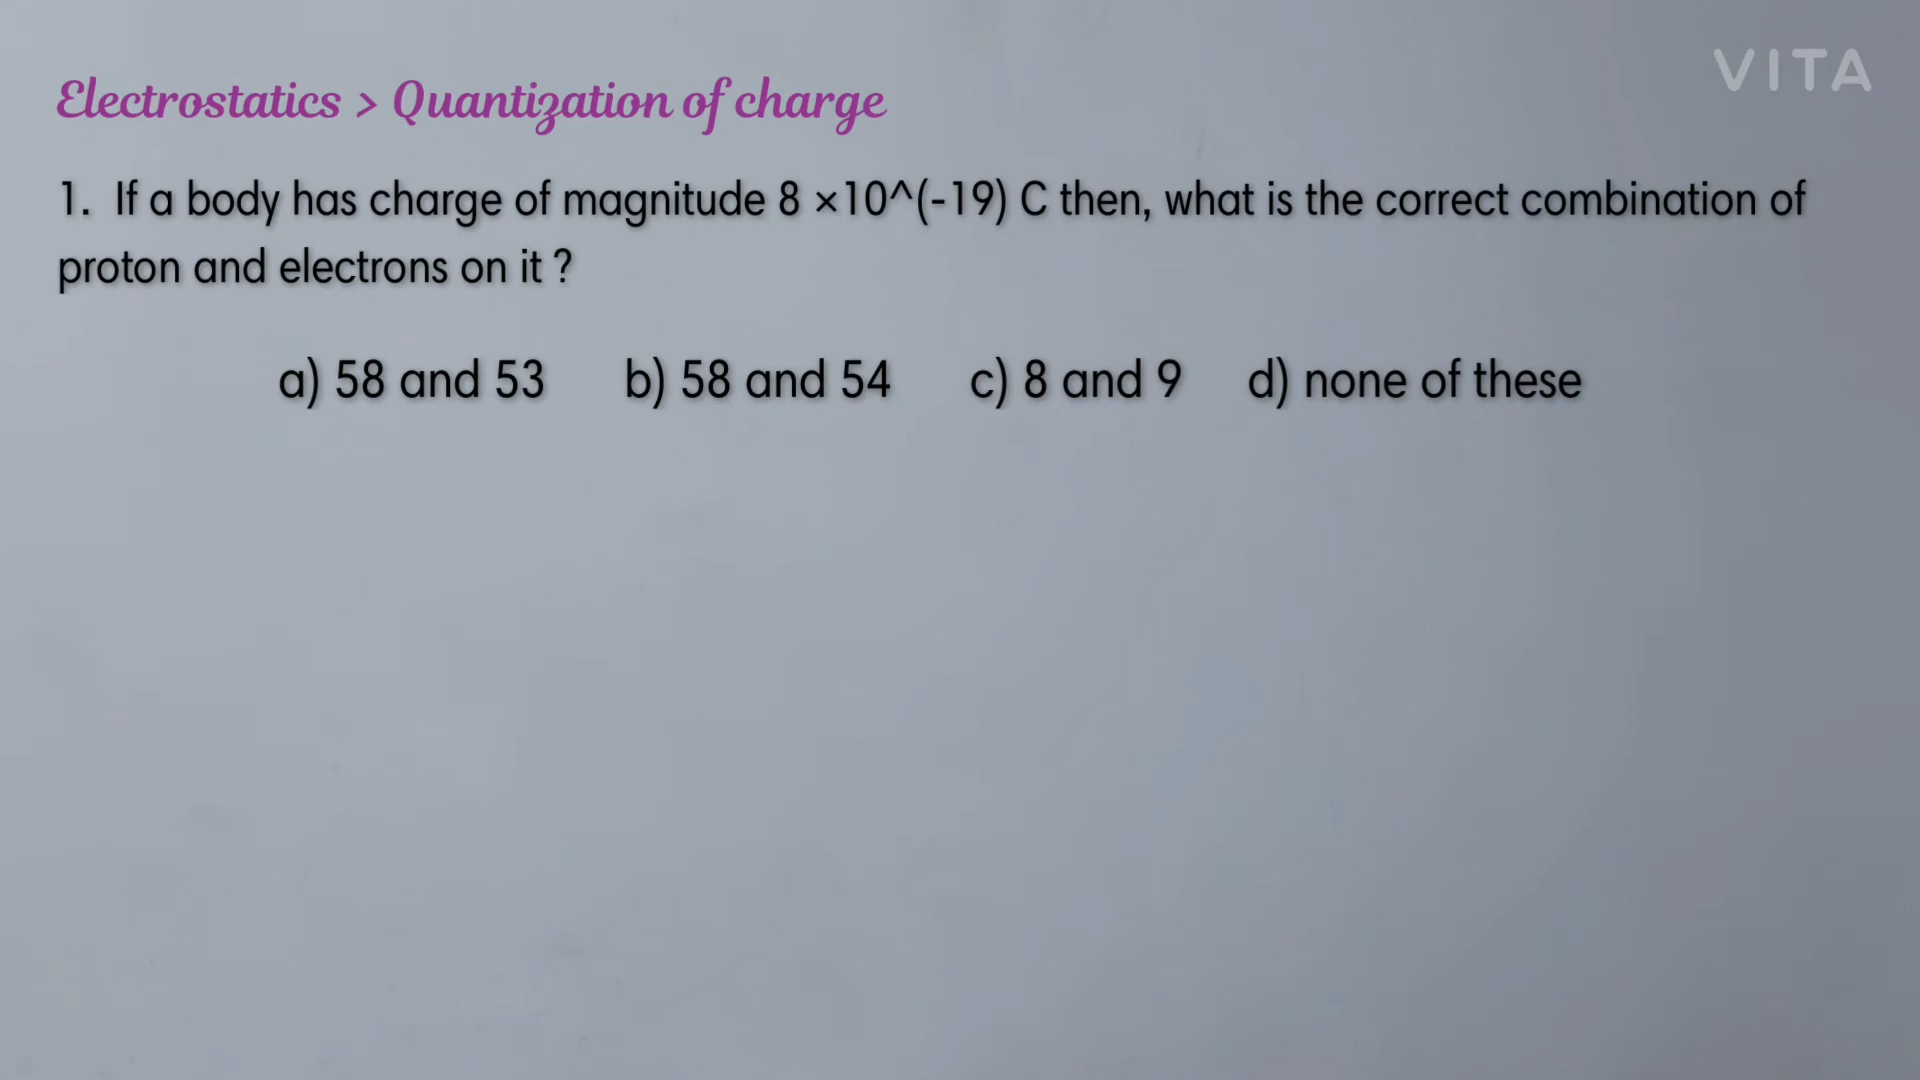 VITA
Electrostatics > Quantization of charge
1. If a body has charge of magnitude 8 ×10^(-19) C then, what is the correct combination of
proton and electrons on it ?
a) 58 and 53 b) 58 and 54 c) 8 and 9 d) none of these